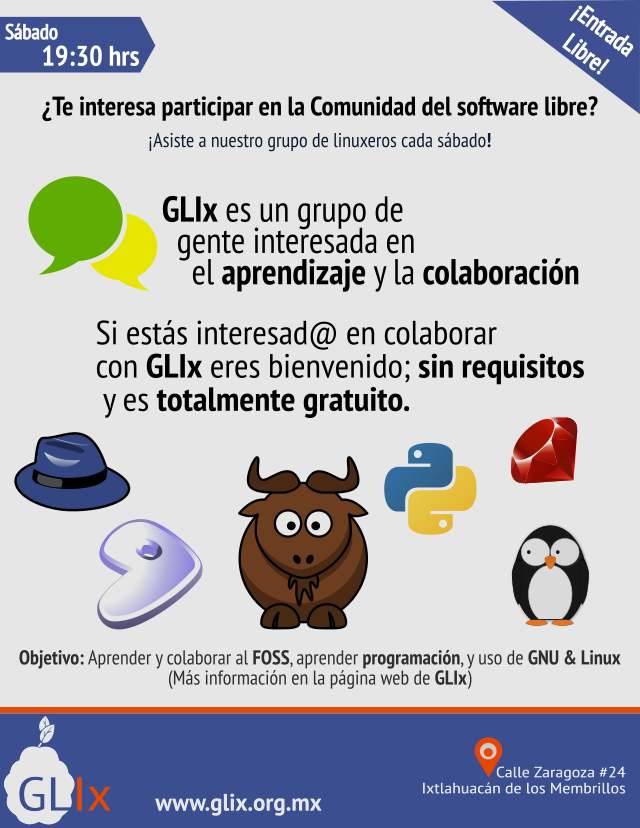 Sábado
19:30 hrs
¡Entrada
Libre!
¿Te interesa participar en la Comunidad del software libre?
¡Asiste a nuestro grupo de linuxeros cada sábado!
GLIx es un grupo de
gente interesada en
el aprendizaje y la colaboración
Si estás interesad@ en colaborar
con GLIx eres bienvenido; sin requisitos
y es totalmente gratuito.
Objetivo: Aprender y colaborar al FOSS, aprender programación, y uso de GNU & Linux
(Más información en la página web de GLIx)
GLIx
www.glix.org.mx
Calle Zaragoza #24
Ixtlahuacán de los Membrillos